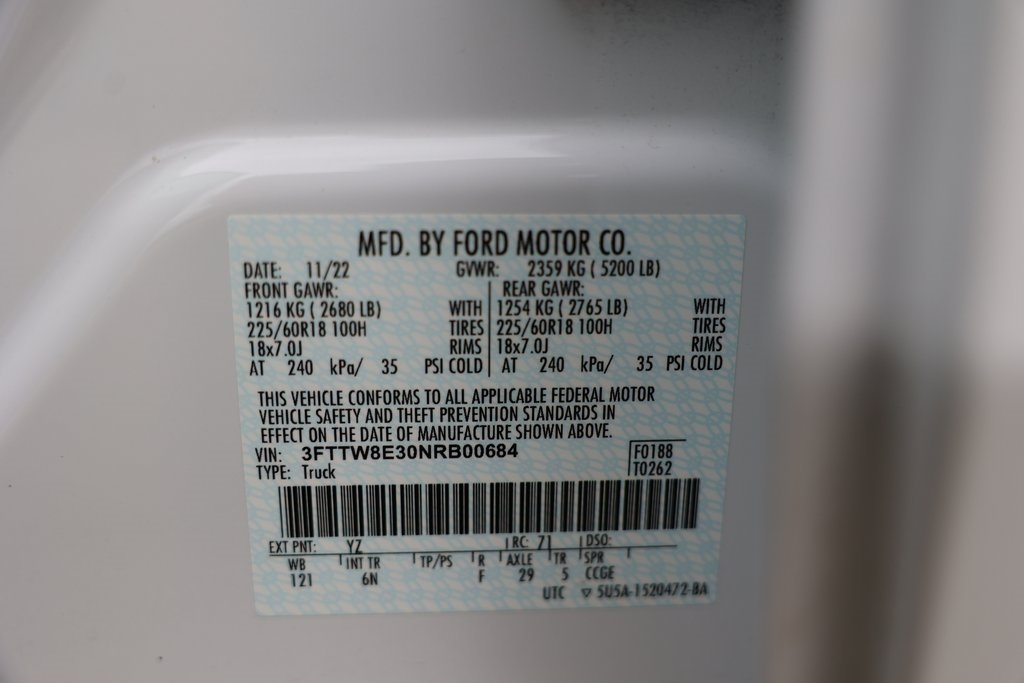 MFD. BY FORD MOTOR CO.
DATE: 11/22 GVWR: 2359 KG ( 5200 LB)
FRONT GAWR: REAR GAWR:
1216 KG ( 2680 LB) WITH 1254 KG ( 2765 LB) WITH
225/60R18 100H TIRES 225/60R18 100H TIRES
18x7.0J RIMS 18x7.0J RIMS
AT 240 kPa/ 35 PSI COLD AT 240 kPa/ 35 PSI COLD
THIS VEHICLE CONFORMS TO ALL APPLICABLE FEDERAL MOTOR
VEHICLE SAFETY AND THEFT PREVENTION STANDARDS IN
EFFECT ON THE DATE OF MANUFACTURE SHOWN ABOVE.
VIN: 3FTTW8E30NRB00684 F0188
TYPE: Truck T0262
EXT PNT: YZ RC: 71 DSO:
WB INT TR TP/PS R AXLE TR SPR
121 6N F 29 5 CCGE
UTC ▽ 5U5A-1520472-BA